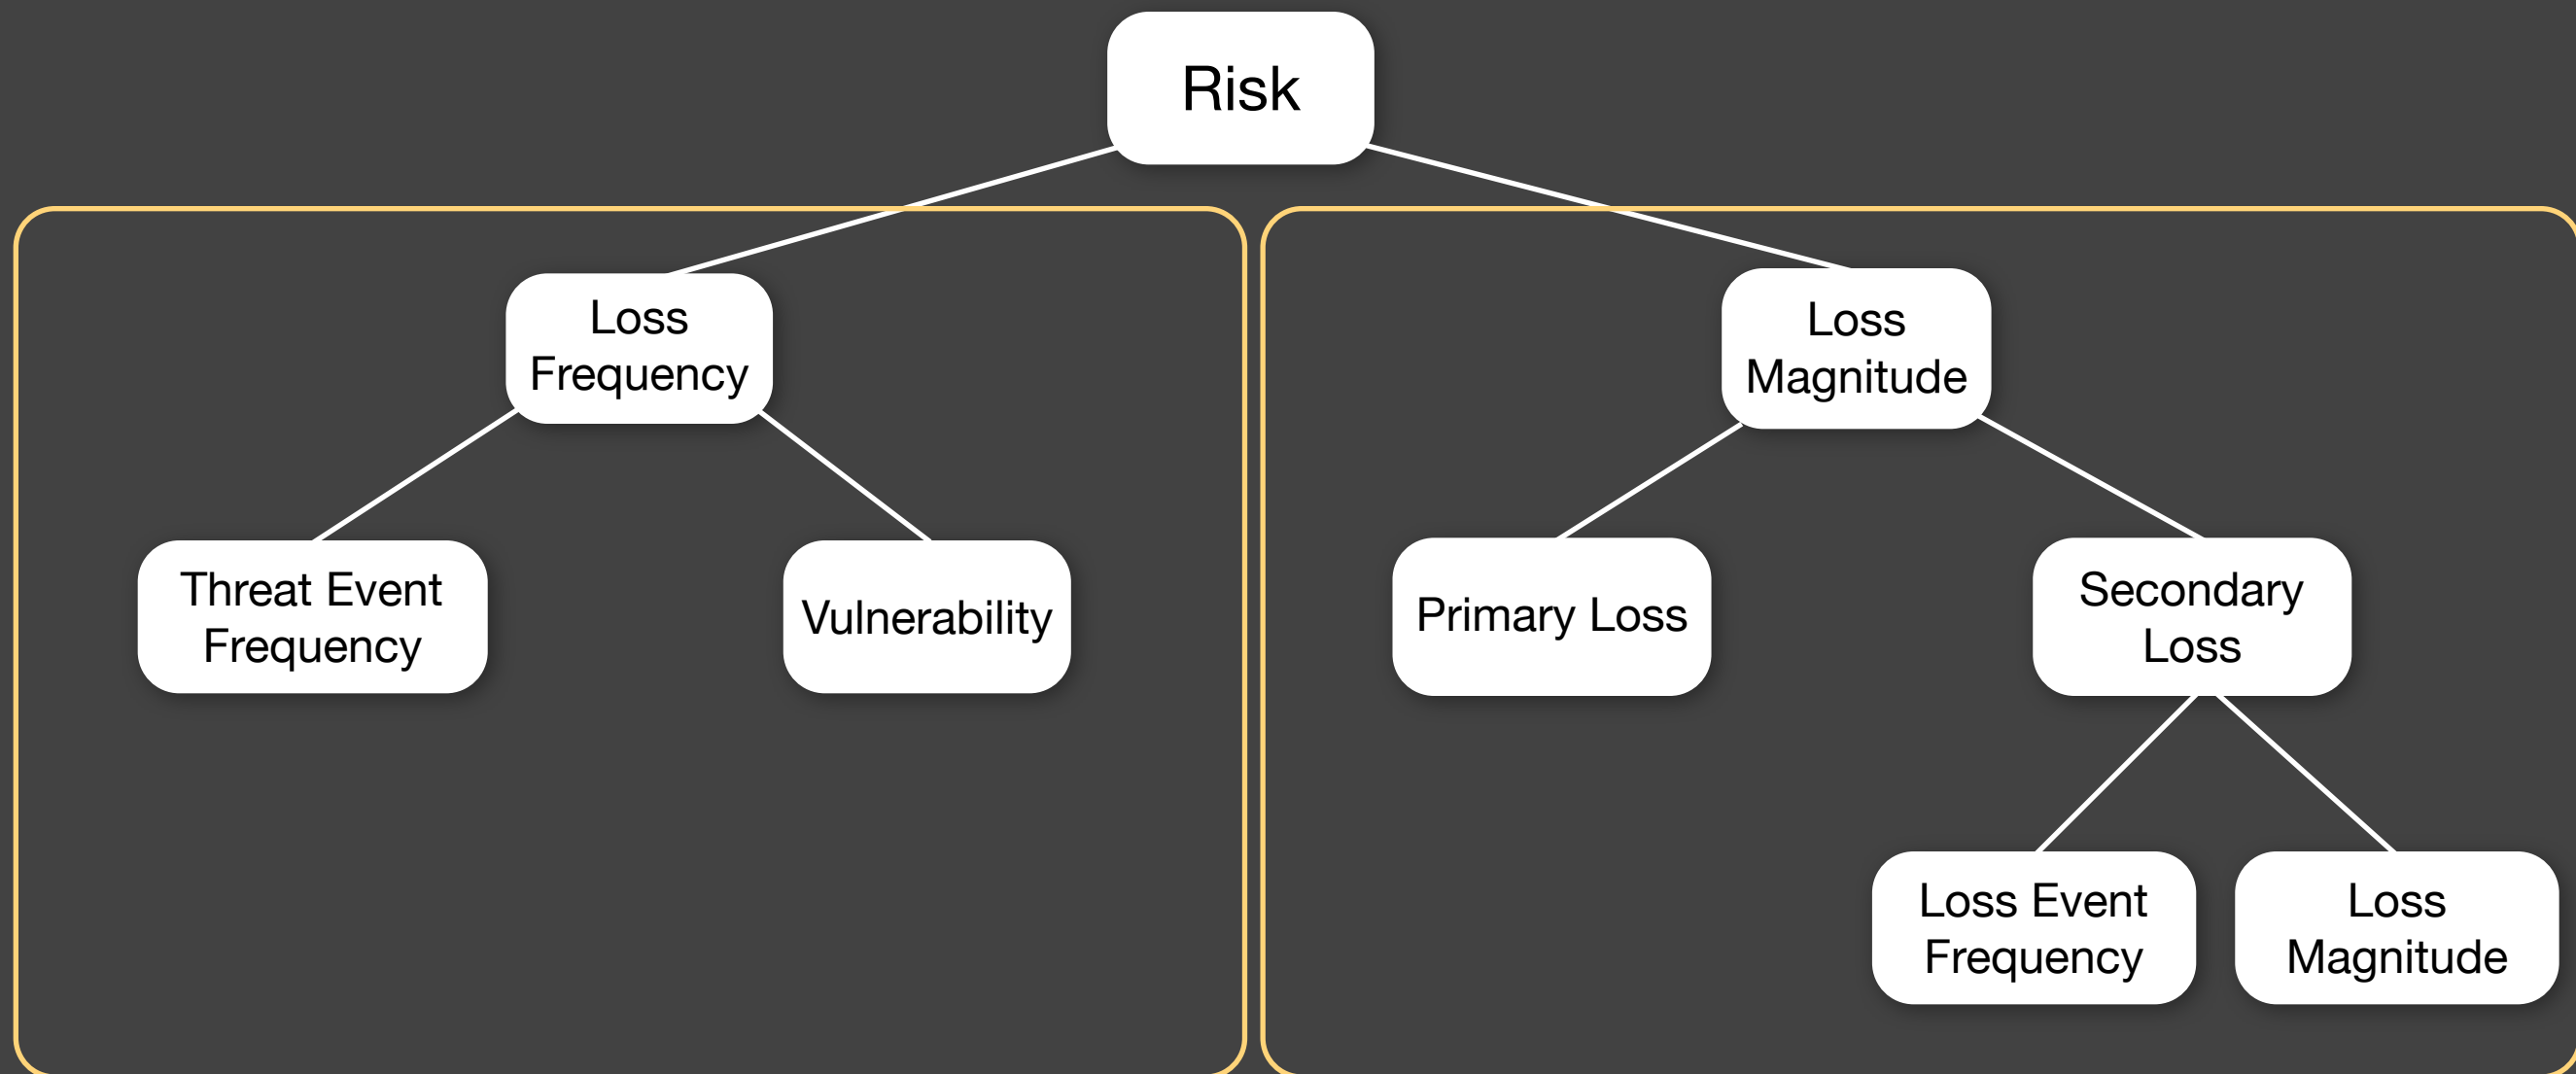 Risk
Loss
Frequency
Loss
Magnitude
Threat Event
Frequency
Vulnerability
Primary Loss
Secondary
Loss
Loss Event
Frequency
Loss
Magnitude